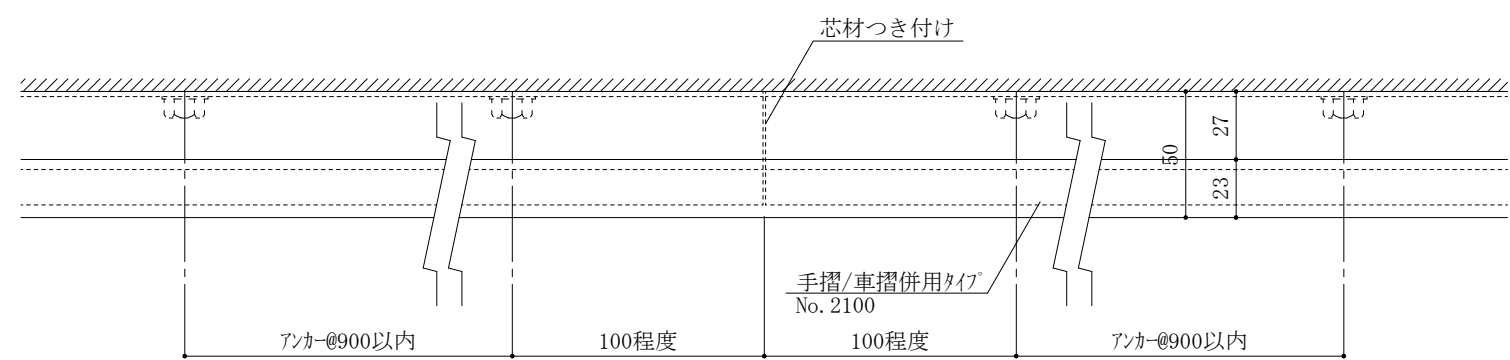 芯材つき付け
27
50
23
手摺/車摺併用ﾀｲﾌﾟ
No.2100
ｱﾝｶｰ@900以内
100程度
100程度
ｱﾝｶｰ@900以内